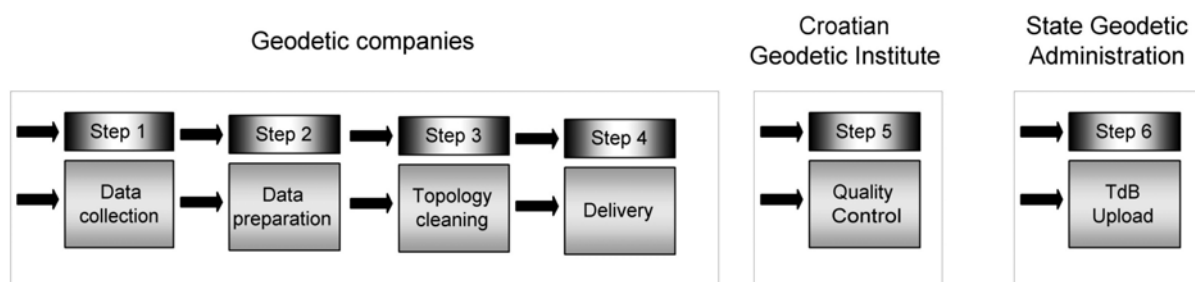 Geodetic companies
Croatian
Geodetic Institute
State Geodetic
Administration
Step 1
Step 2
Step 3
Step 4
Step 5
Step 6
Data
collection
Data
preparation
Topology
cleaning
Delivery
Quality
Control
TdB
Upload